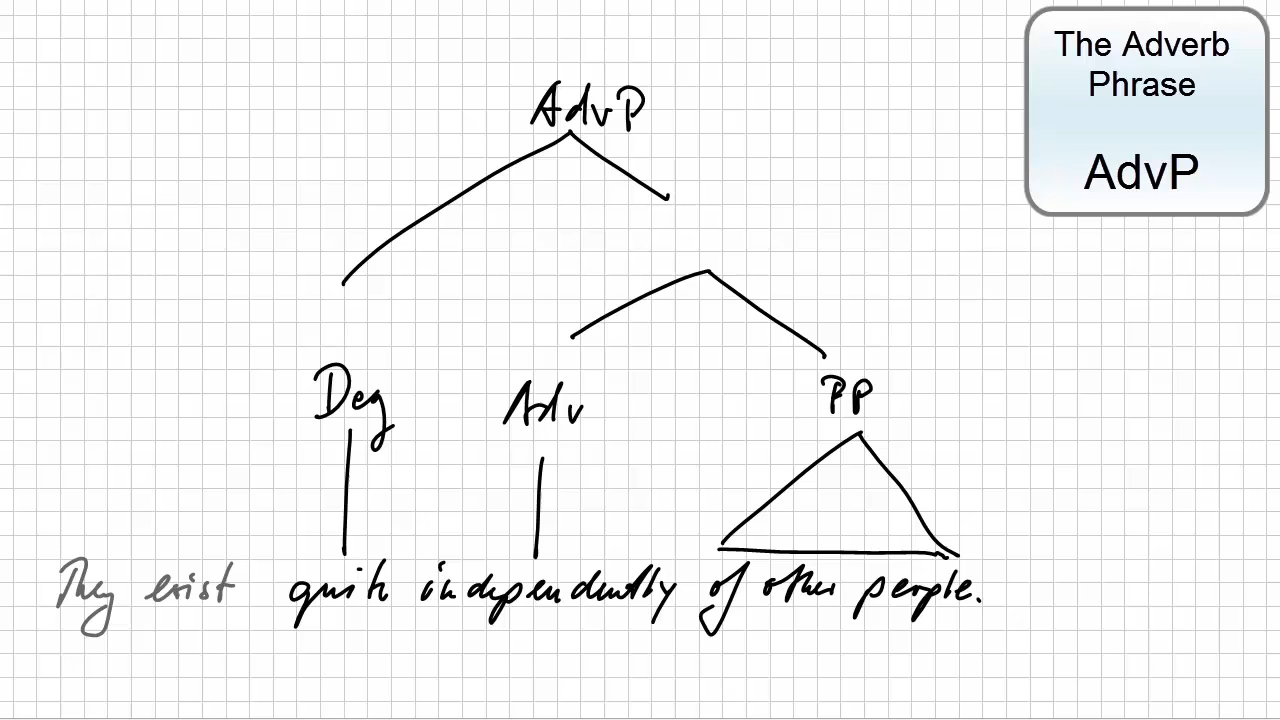 The Adverb
Phrase
AdvP
AdvP
Deg Adv PP
They exist quite independently of other people.